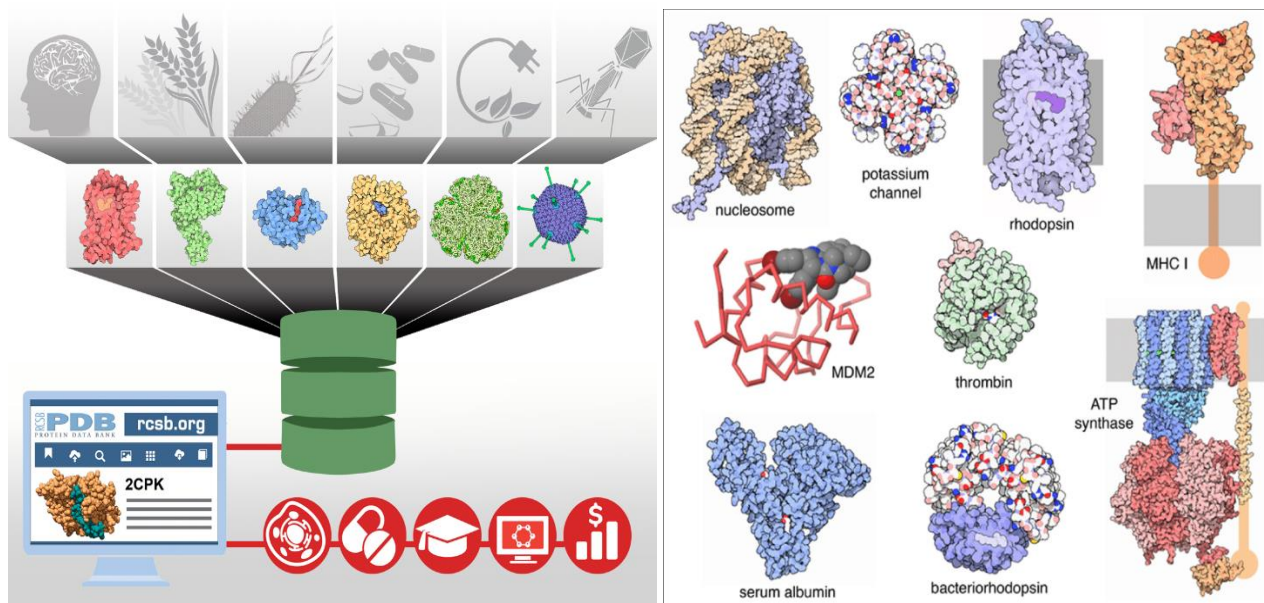 RCSB
PDB
PROTEIN DATA BANK
rcsb.org
2CPK
$
nucleosome
potassium
channel
rhodopsin
MHC I
MDM2
thrombin
ATP
synthase
serum albumin
bacteriorhodopsin